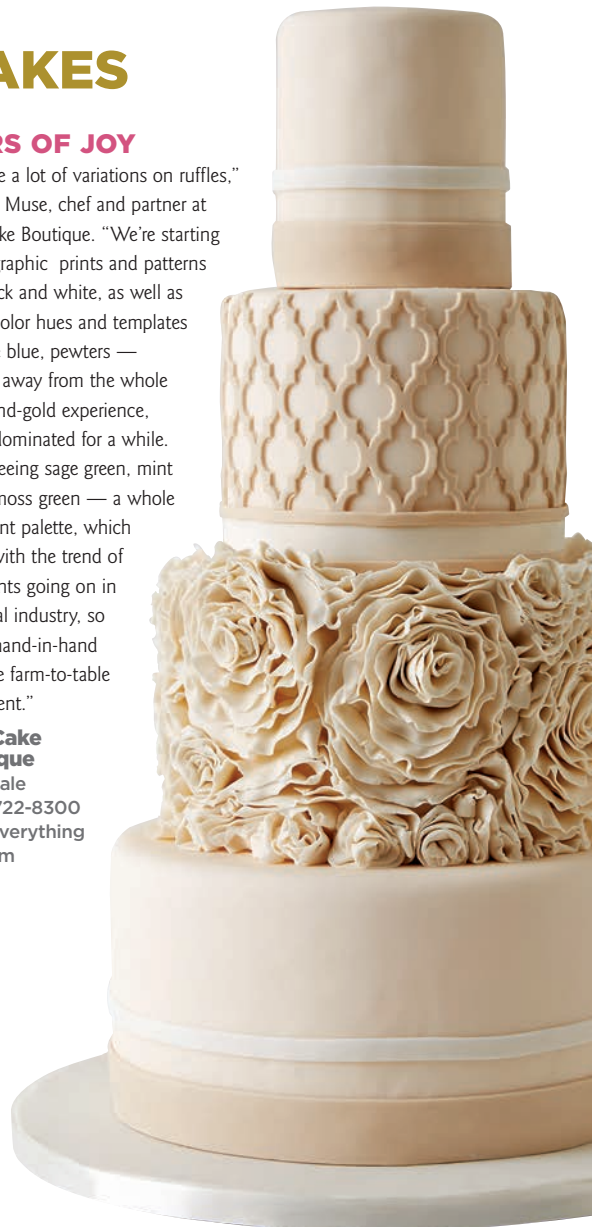 AKES
RS OF JOY
e a lot of variations on ruffles,”
Muse, chef and partner at
ke Boutique. “We’re starting
raphic prints and patterns
ck and white, as well as
olor hues and templates
blue, pewters —
away from the whole
nd-gold experience,
dominated for a while.
eeing sage green, mint
moss green — a whole
nt palette, which
with the trend of
nts going on in
al industry, so
hand-in-hand
e farm-to-table
ent.”
Cake
que
ale
722-8300
verything
m